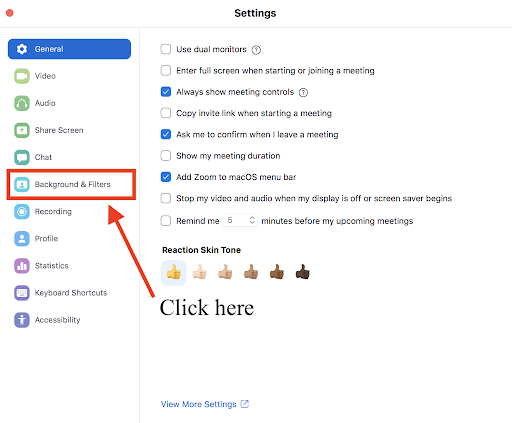 Settings
General
Video
Audio
Share Screen
Chat
Background & Filters
Recording
Profile
Statistics
Keyboard Shortcuts
Accessibility
Use dual monitors ?
Enter full screen when starting or joining a meeting
Always show meeting controls ?
Copy invite link when starting a meeting
Ask me to confirm when I leave a meeting
Show my meeting duration
Add Zoom to macOS menu bar
Stop my video and audio when my display is off or screen saver begins
Remind me 5 minutes before my upcoming meetings
Reaction Skin Tone
Click here
View More Settings